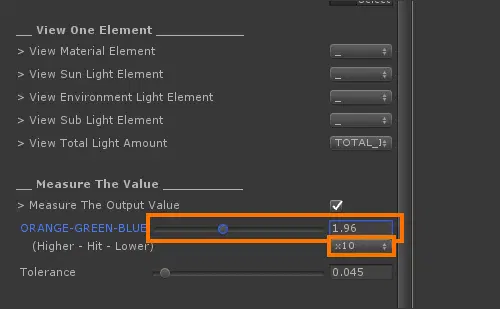 Select
__ View One Element ____________
> View Material Element _
> View Sun Light Element _
> View Environment Light Element _
> View Sub Light Element _
> View Total Light Amount TOTAL_
__ Measure The Value ___________
> Measure The Output Value
ORANGE-GREEN-BLUE 1.96
(Higher - Hit - Lower) x10
Tolerance 0.045